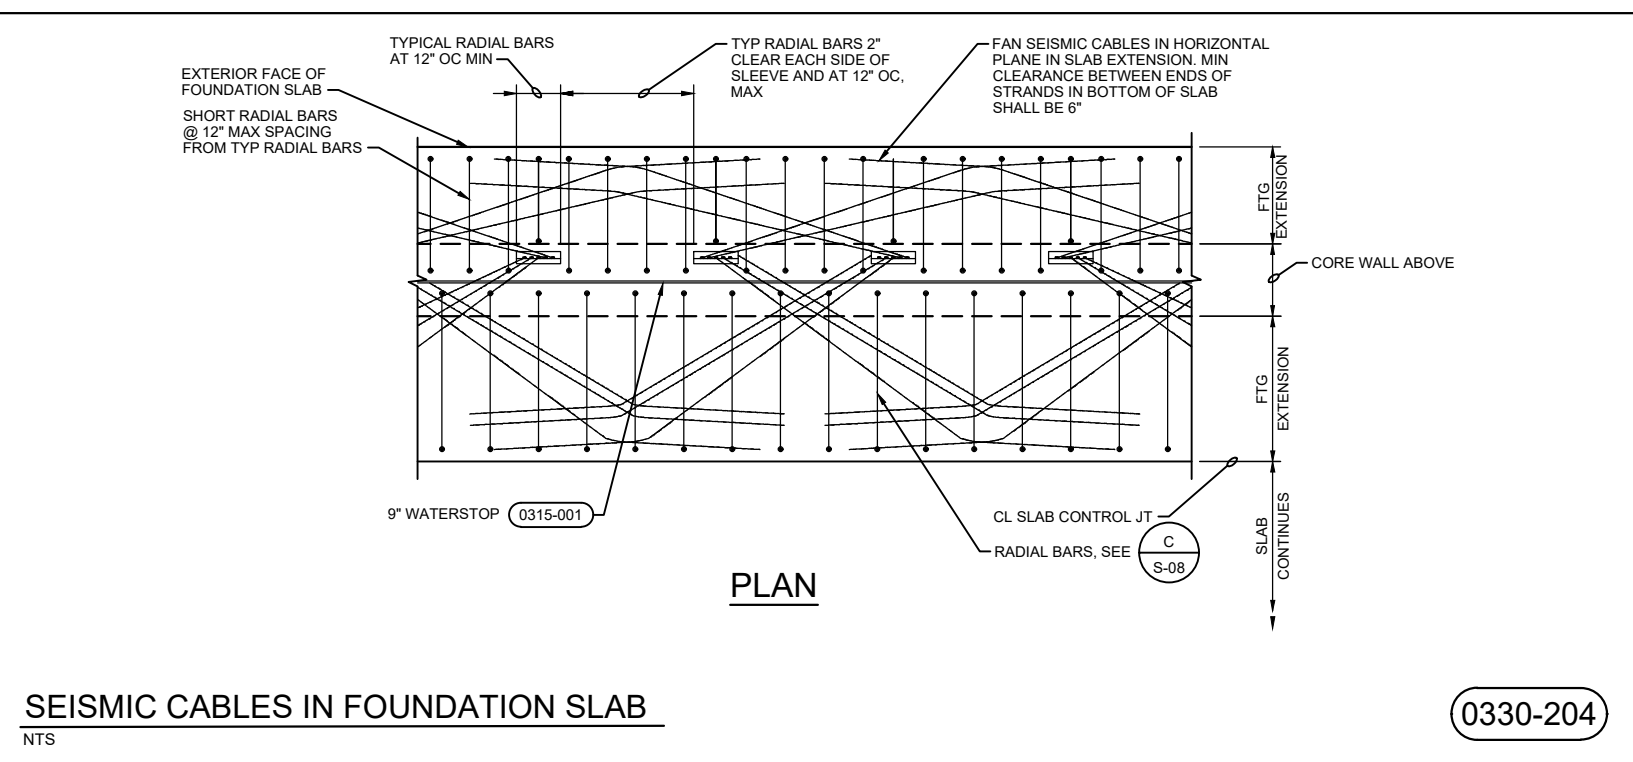 TYPICAL RADIAL BARS
AT 12" OC MIN
TYP RADIAL BARS 2"
CLEAR EACH SIDE OF
SLEEVE AND AT 12" OC,
MAX
FAN SEISMIC CABLES IN HORIZONTAL
PLANE IN SLAB EXTENSION. MIN
CLEARANCE BETWEEN ENDS OF
STRANDS IN BOTTOM OF SLAB
SHALL BE 6"
EXTERIOR FACE OF
FOUNDATION SLAB
SHORT RADIAL BARS
@ 12" MAX SPACING
FROM TYP RADIAL BARS
FTG
EXTENSION
CORE WALL ABOVE
FTG
EXTENSION
9" WATERSTOP
0315-001
CL SLAB CONTROL JT
RADIAL BARS, SEE
C
S-08
SLAB
CONTINUES
PLAN
SEISMIC CABLES IN FOUNDATION SLAB
NTS
0330-204